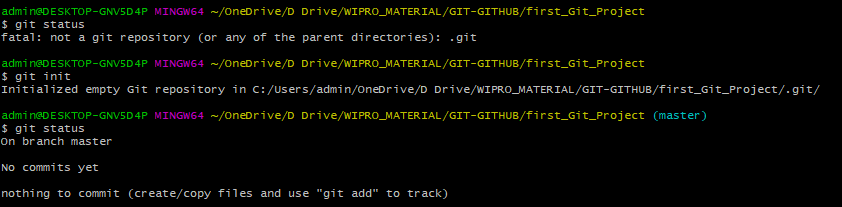 admin@DESKTOP-GNVSD4P MINGW64 ~/OneDrive/D Drive/WIPRO_MATERIAL/GIT-GITHUB/first_Git_Project
$ git status
fatal: not a git repository (or any of the parent directories): .git
admin@DESKTOP-GNVSD4P MINGW64 ~/OneDrive/D Drive/WIPRO_MATERIAL/GIT-GITHUB/first_Git_Project
$ git init
Initialized empty Git repository in C:/Users/admin/OneDrive/D Drive/WIPRO_MATERIAL/GIT-GITHUB/first_Git_Project/.git/
admin@DESKTOP-GNVSD4P MINGW64 ~/OneDrive/D Drive/WIPRO_MATERIAL/GIT-GITHUB/first_Git_Project (master)
$ git status
On branch master
No commits yet
nothing to commit (create/copy files and use "git add" to track)